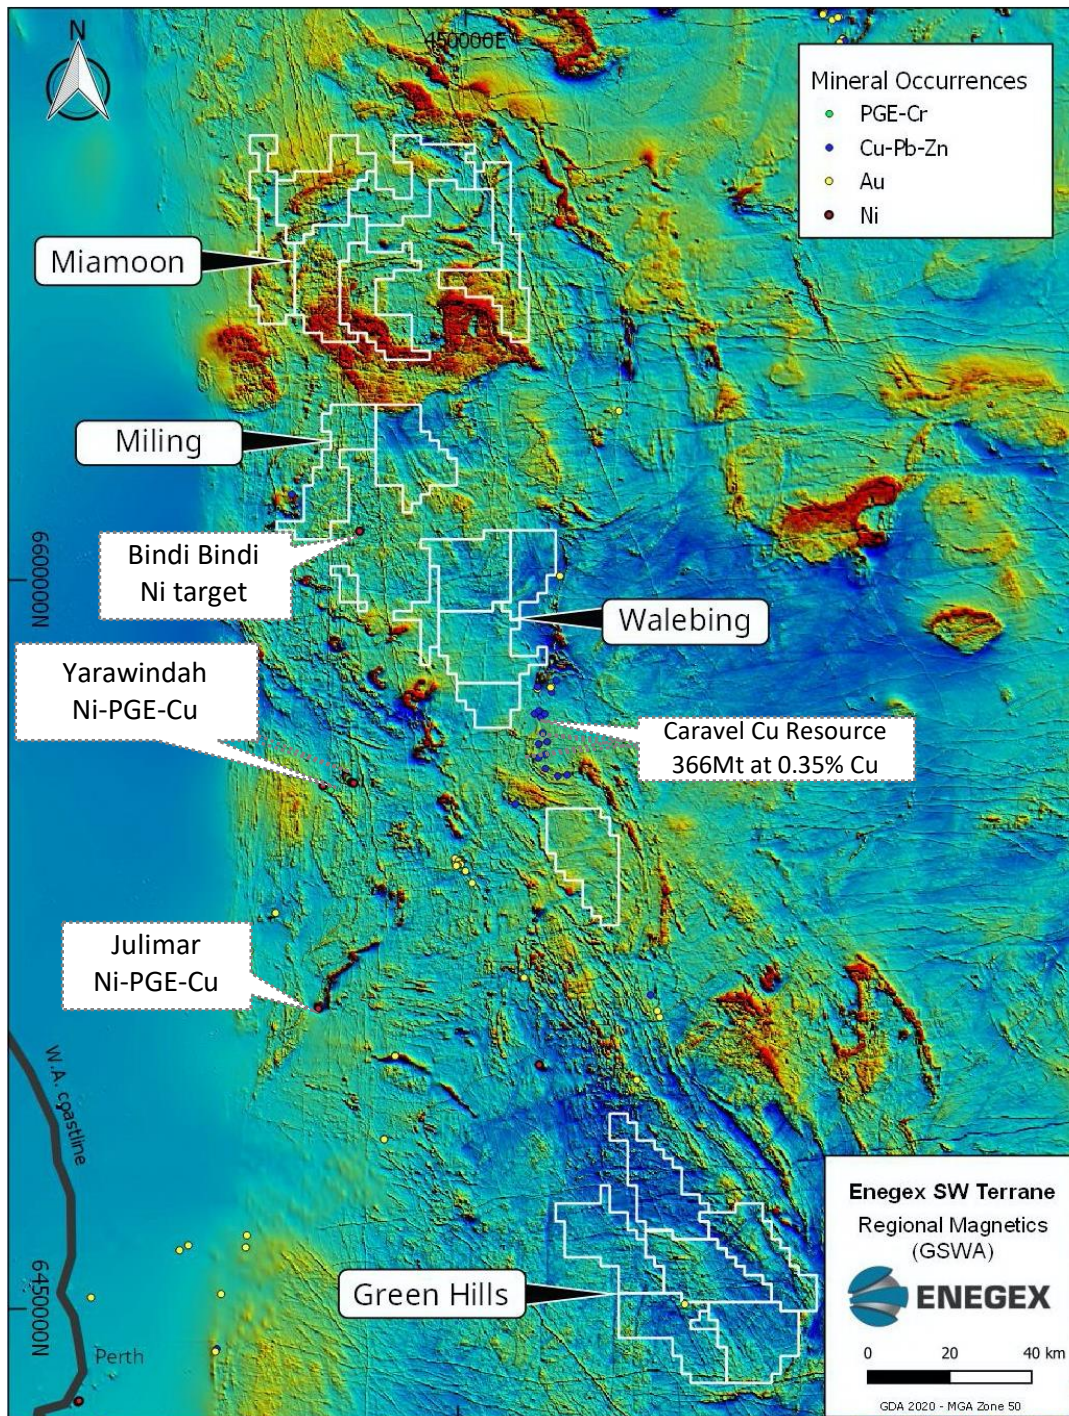 N
450000E
Mineral Occurrences
PGE-Cr
Cu-Pb-Zn
Au
Ni
Miamoon
Miling
6600000N
Bindi Bindi
Ni target
Walebing
Yarawindah
Ni-PGE-Cu
Caravel Cu Resource
366Mt at 0.35% Cu
Julimar
Ni-PGE-Cu
W.A. coastline
6450000N
Perth
Green Hills
Enegex SW Terrane
Regional Magnetics
(GSWA)
ENEGEX
0 20 40 km
GDA 2020 - MGA Zone 50